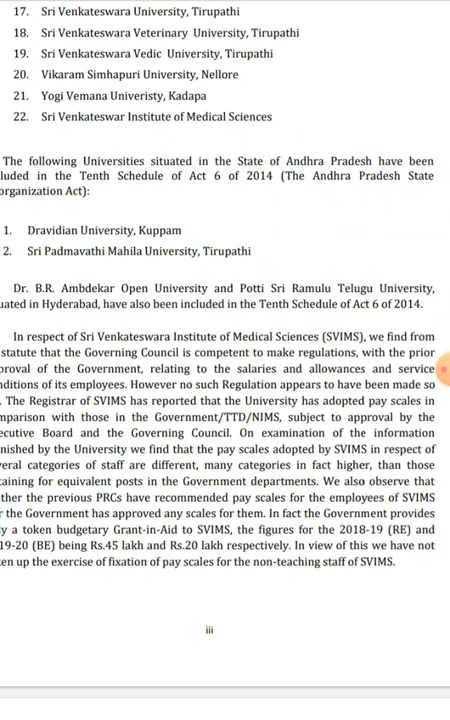 17. Sri Venkateswara University, Tirupathi
18. Sri Venkateswara Veterinary University, Tirupathi
19. Sri Venkateswara Vedic University, Tirupathi
20. Vikaram Simhapuri University, Nellore
21. Yogi Vemana Univeristy, Kadapa
22. Sri Venkateswar Institute of Medical Sciences
The following Universities situated in the State of Andhra Pradesh have been
luded in the Tenth Schedule of Act 6 of 2014 (The Andhra Pradesh State
organization Act):
1. Dravidian University, Kuppam
2. Sri Padmavathi Mahila University, Tirupathi
Dr. B.R. Ambdekar Open University and Potti Sri Ramulu Telugu University,
uated in Hyderabad, have also been included in the Tenth Schedule of Act 6 of 2014.
In respect of Sri Venkateswara Institute of Medical Sciences (SVIMS), we find from
statute that the Governing Council is competent to make regulations, with the prior
proval of the Government, relating to the salaries and allowances and service
nditions of its employees. However no such Regulation appears to have been made so
. The Registrar of SVIMS has reported that the University has adopted pay scales in
mparison with those in the Government/TTD/NIMS, subject to approval by the
ecutive Board and the Governing Council. On examination of the information
nished by the University we find that the pay scales adopted by SVIMS in respect of
veral categories of staff are different, many categories in fact higher, than those
taining for equivalent posts in the Government departments. We also observe that
ther the previous PRCs have recommended pay scales for the employees of SVIMS
r the Government has approved any scales for them. In fact the Government provides
ly a token budgetary Grant-in-Aid to SVIMS, the figures for the 2018-19 (RE) and
19-20 (BE) being Rs.45 lakh and Rs.20 lakh respectively. In view of this we have not
ken up the exercise of fixation of pay scales for the non-teaching staff of SVIMS.
iii